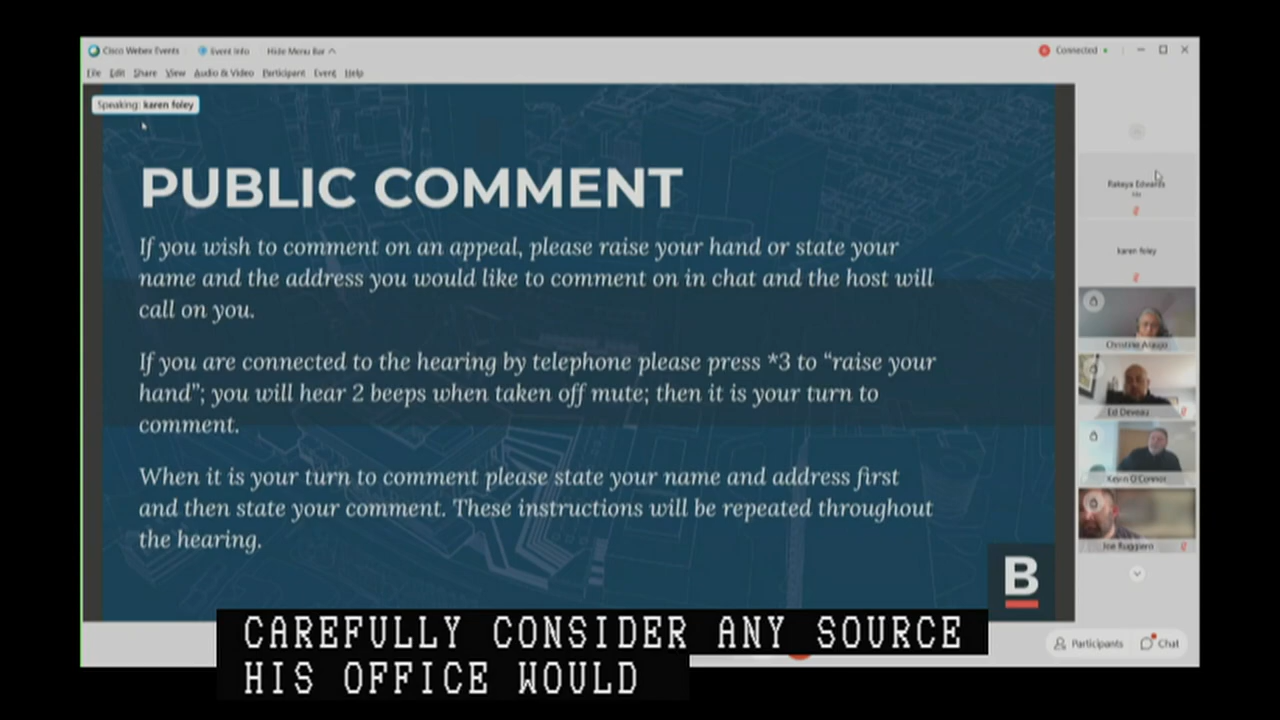 Cisco Webex Events
Event Info
Hide Menu Bar
Connected
File Edit Share View Audio & Video Participant Event Help
Speaking: karen foley
PUBLIC COMMENT
If you wish to comment on an appeal, please raise your hand or state your
name and the address you would like to comment on in chat and the host will
call on you.
If you are connected to the hearing by telephone please press *3 to “raise your
hand”; you will hear 2 beeps when taken off mute; then it is your turn to
comment.
When it is your turn to comment please state your name and address first
and then state your comment. These instructions will be repeated throughout
the hearing.
B
Rakeya Edwards
karen foley
Christine Araujo
Ed Deveau
Kevin O'Connor
Joe Ruggiero
Participants
Chat
CAREFULLY CONSIDER ANY SOURCE
HIS OFFICE WOULD